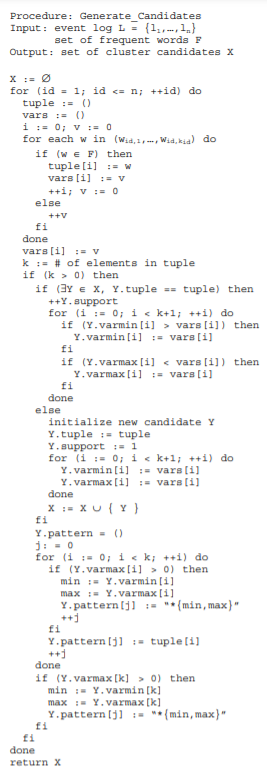 Procedure: Generate_Candidates
Input: event log L = {l₁,…,lₙ}
       set of frequent words F
Output: set of cluster candidates X

X := ∅
for (id = 1; id <= n; ++id) do
  tuple := ()
  vars := ()
  i := 0; v := 0
  for each w in (w_id,1,…,w_id,kid) do
    if (w ∈ F) then
      tuple[i] := w
      vars[i] := v
      ++i; v := 0
    else
      ++v
    fi
  done
  vars[i] := v
  k := # of elements in tuple
  if (k > 0) then
    if (∃Y ∈ X, Y.tuple == tuple) then
      ++Y.support
      for (i := 0; i < k+1; ++i) do
        if (Y.varmin[i] > vars[i]) then
          Y.varmin[i] := vars[i]
        fi
        if (Y.varmax[i] < vars[i]) then
          Y.varmax[i] := vars[i]
        fi
      done
    else
      initialize new candidate Y
      Y.tuple := tuple
      Y.support := 1
      for (i := 0; i < k+1; ++i) do
        Y.varmin[i] := vars[i]
        Y.varmax[i] := vars[i]
      done
      X := X ∪ { Y }
    fi
    Y.pattern = ()
    j: = 0
    for (i := 0; i < k; ++i) do
      if (Y.varmax[i] > 0) then
        min := Y.varmin[i]
        max := Y.varmax[i]
        Y.pattern[j] := "*{min,max}"
        ++j
      fi
      Y.pattern[j] := tuple[i]
      ++j
    done
    if (Y.varmax[k] > 0) then
      min := Y.varmin[k]
      max := Y.varmax[k]
      Y.pattern[j] := "*{min,max}"
    fi
  fi
done
return X